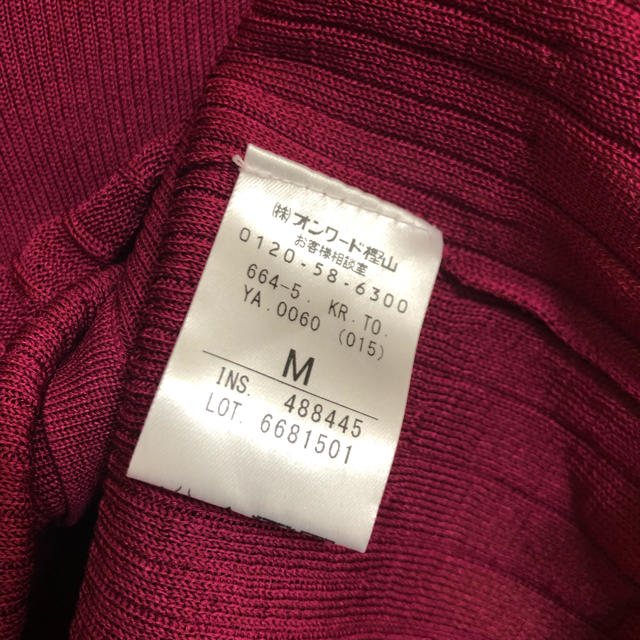 (株)オンワード樫山
お客様相談室
0120-58-6300
664-5. KR.TO.
YA.0060 (015)
M
INS. 488445
LOT. 6681501